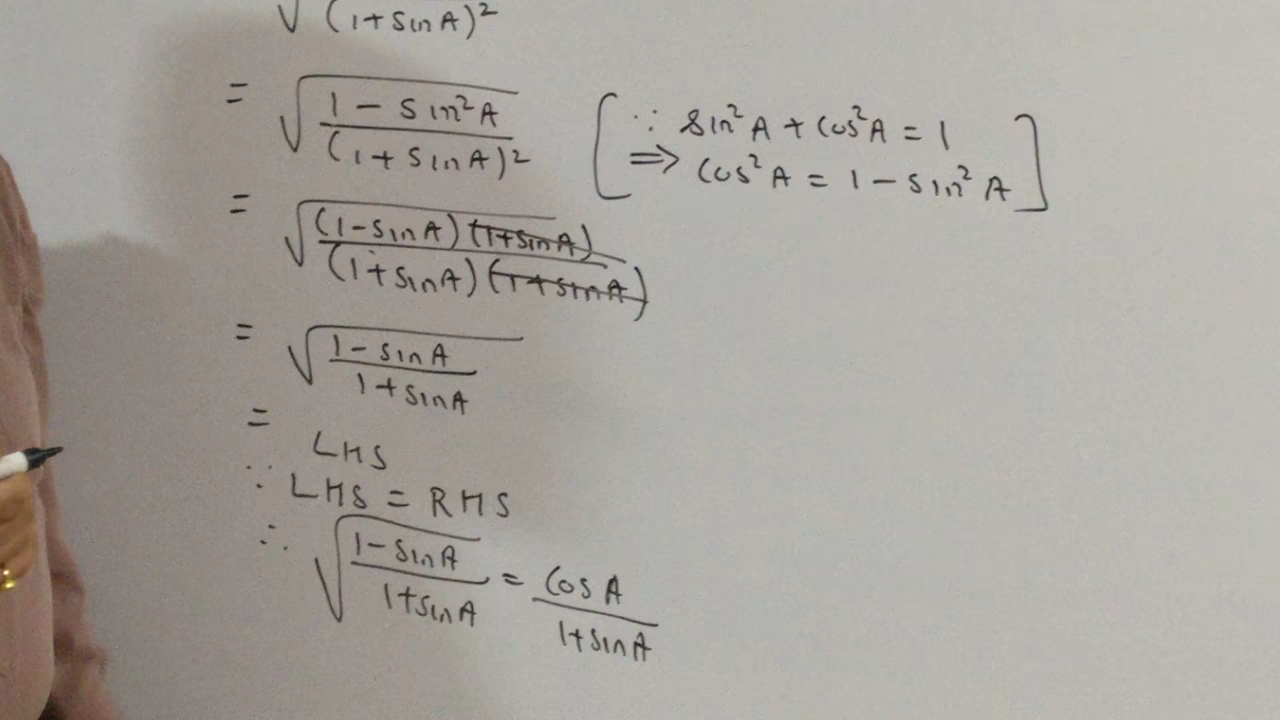 √ (1+sinA)²
= √ 1 - sin²A / (1+sinA)² [∵ sin²A + cos²A = 1
⇒ cos²A = 1 - sin²A]
= √ (1-sinA) (1+sinA) / (1+sinA) (1+sinA)
= √ 1-sinA / 1+sinA
=
LHS
∵ LHS = RHS
∴ √ 1-sinA / 1+sinA = cosA / 1+sinA